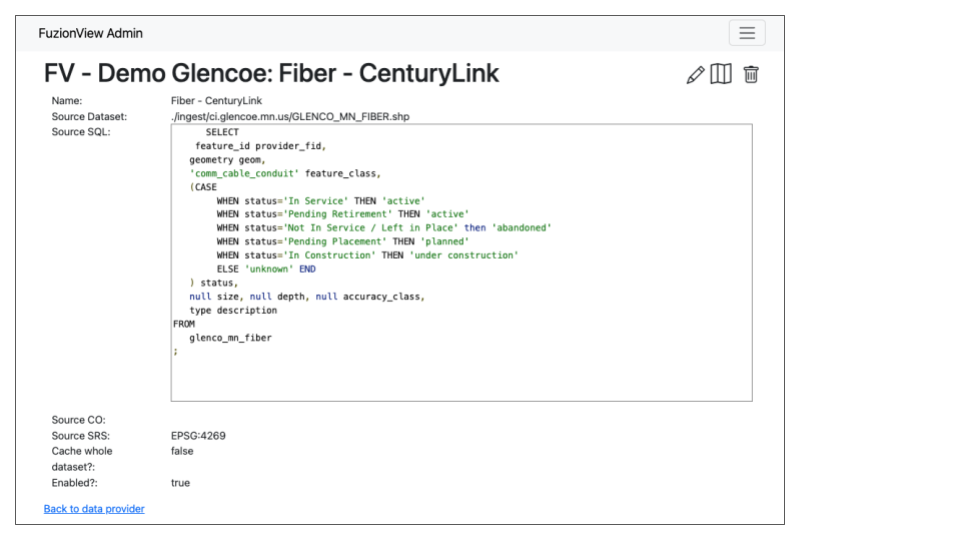 FuzionView Admin
FV - Demo Glencoe: Fiber - CenturyLink
Name: Fiber - CenturyLink
Source Dataset: ./ingest/ci.glencoe.mn.us/GLENCO_MN_FIBER.shp
Source SQL:
SELECT
feature_id provider_fid,
geometry geom,
'comm_cable_conduit' feature_class,
(CASE
WHEN status='In Service' THEN 'active'
WHEN status='Pending Retirement' THEN 'active'
WHEN status='Not In Service / Left in Place' then 'abandoned'
WHEN status='Pending Placement' THEN 'planned'
WHEN status='In Construction' THEN 'under construction'
ELSE 'unknown' END
) status,
null size, null depth, null accuracy_class,
type description
FROM
glenco_mn_fiber
;
Source CO:
Source SRS: EPSG:4269
Cache whole false
dataset?:
Enabled?: true
Back to data provider